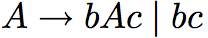 A → bAc | bc